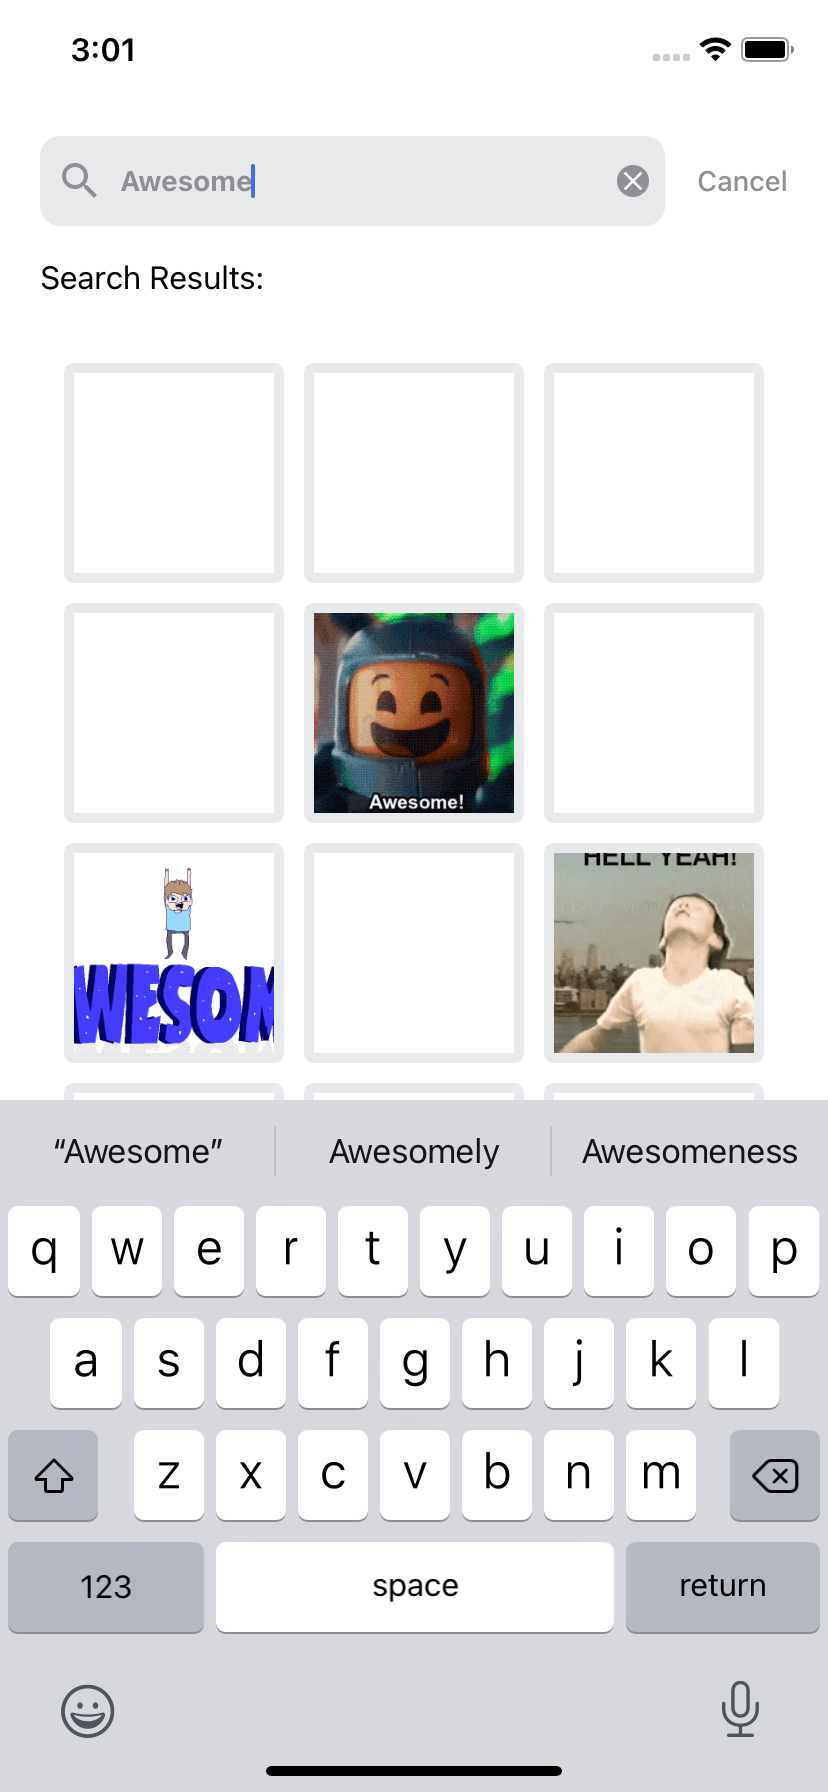 3:01
Awesome
Cancel
Search Results:
Awesome!
WESOM
HELL YEAH!
“Awesome”
Awesomely
Awesomeness
q w e r t y u i o p
a s d f g h j k l
z x c v b n m
123
space
return